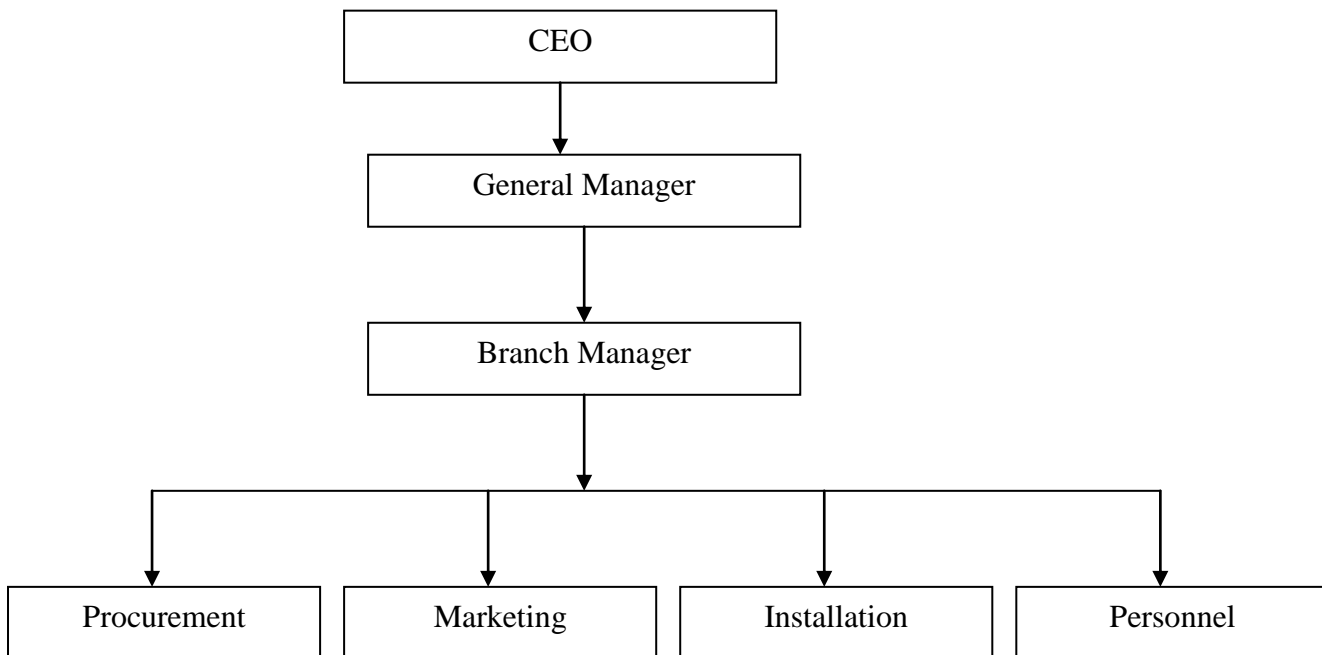 CEO
General Manager
Branch Manager
Procurement
Marketing
Installation
Personnel